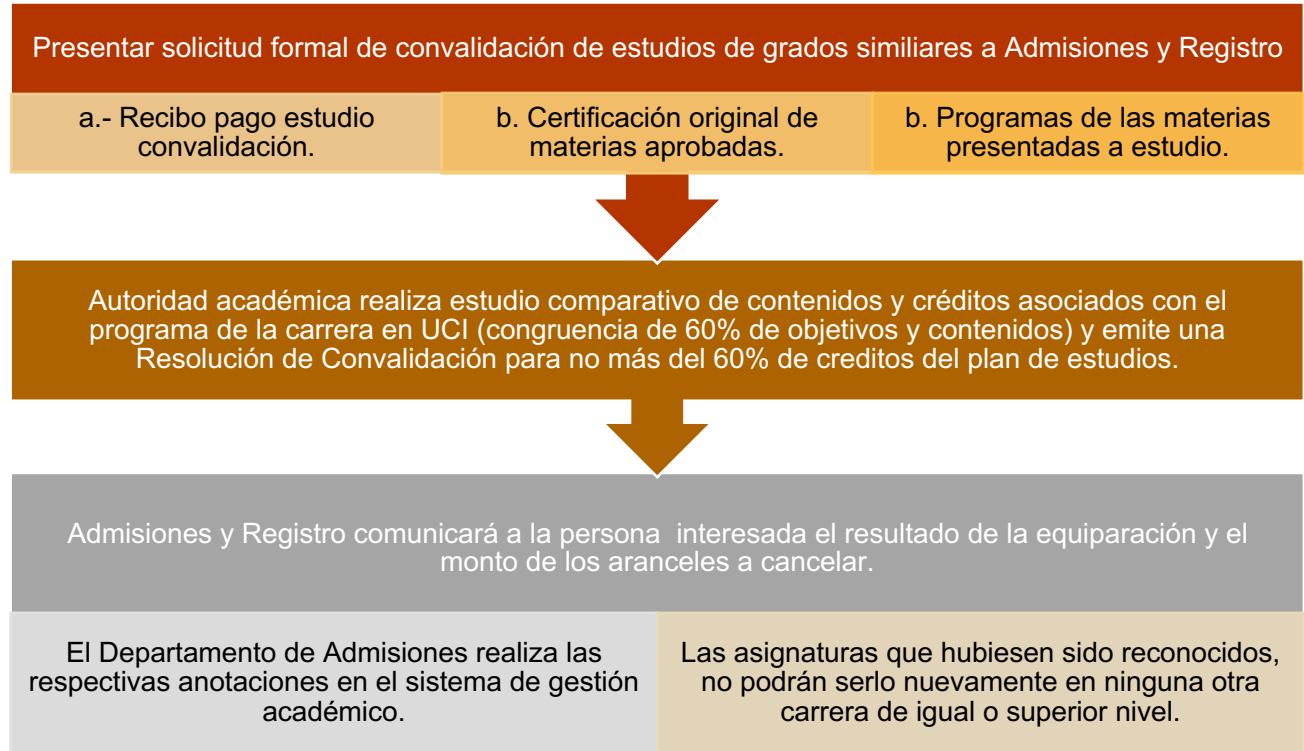 Presentar solicitud formal de convalidación de estudios de grados similiares a Admisiones y Registro
a.- Recibo pago estudio
convalidación.
b. Certificación original de
materias aprobadas.
b. Programas de las materias
presentadas a estudio.
Autoridad académica realiza estudio comparativo de contenidos y créditos asociados con el
programa de la carrera en UCI (congruencia de 60% de objetivos y contenidos) y emite una
Resolución de Convalidación para no más del 60% de creditos del plan de estudios.
Admisiones y Registro comunicará a la persona  interesada el resultado de la equiparación y el
monto de los aranceles a cancelar.
El Departamento de Admisiones realiza las
respectivas anotaciones en el sistema de gestión
académico.
Las asignaturas que hubiesen sido reconocidos,
no podrán serlo nuevamente en ninguna otra
carrera de igual o superior nivel.